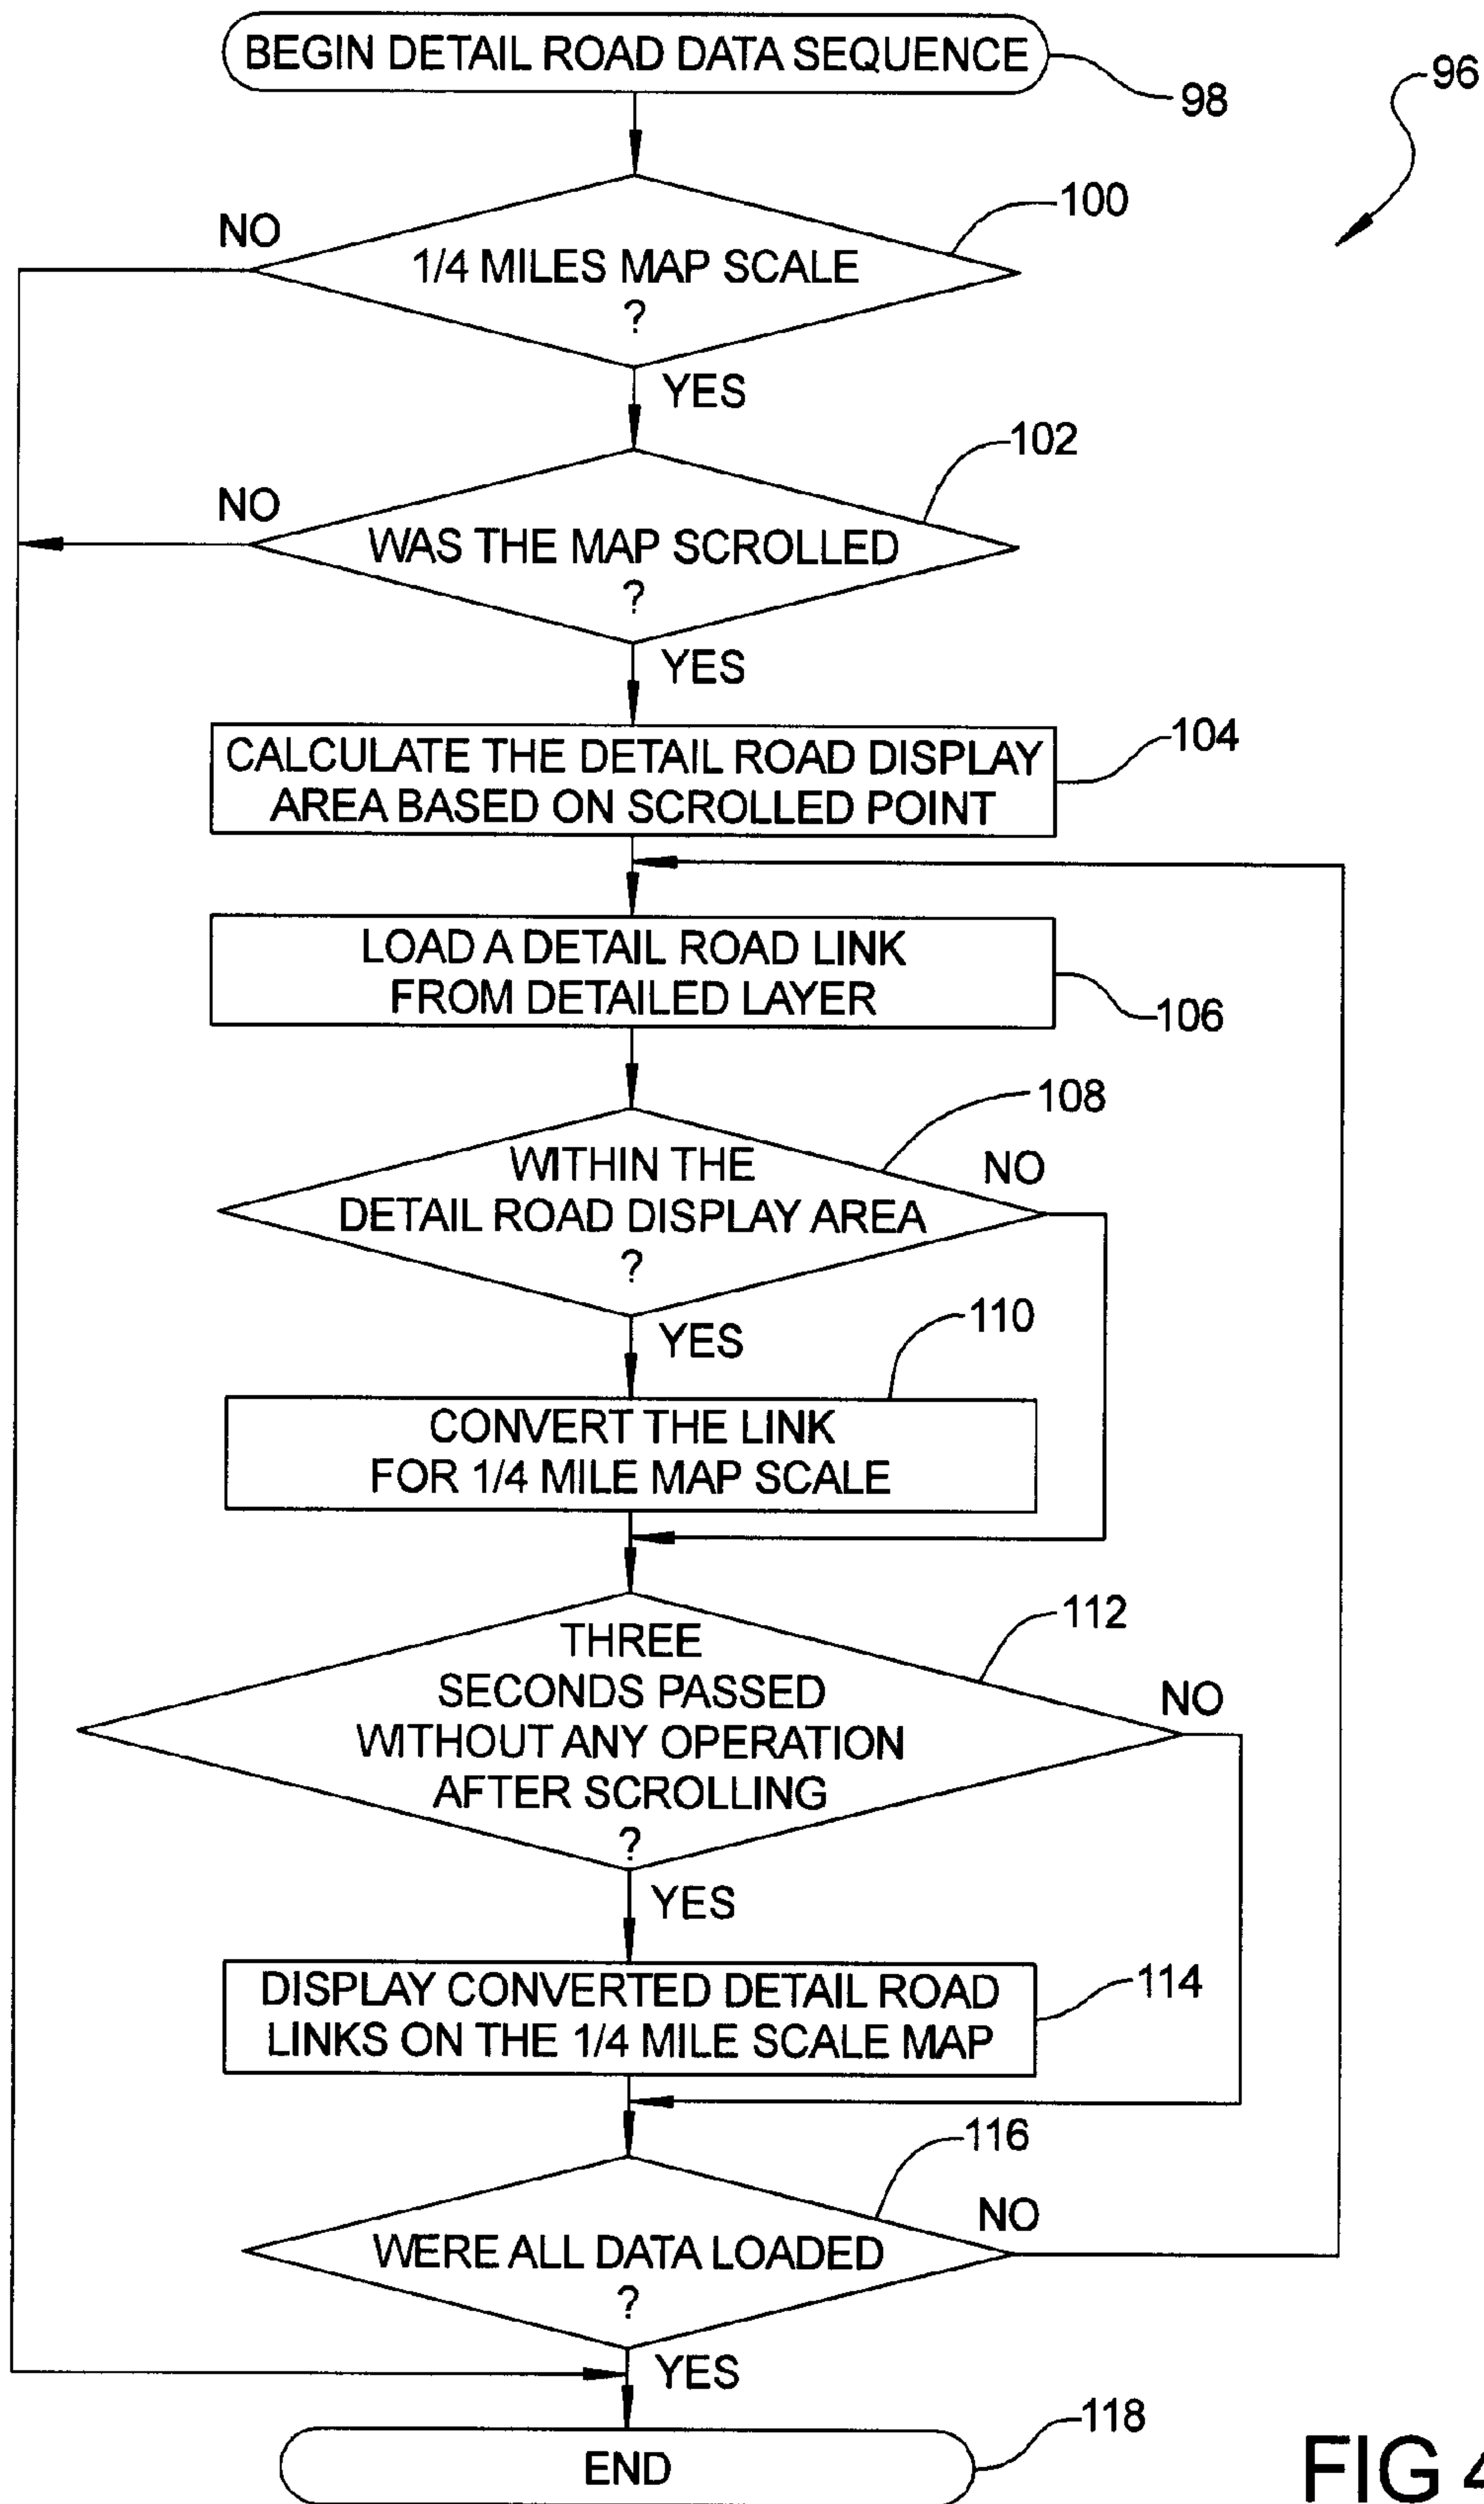 BEGIN DETAIL ROAD DATA SEQUENCE
98
96
100
NO
1/4 MILES MAP SCALE
?
YES
102
NO
WAS THE MAP SCROLLED
?
YES
104
CALCULATE THE DETAIL ROAD DISPLAY
AREA BASED ON SCROLLED POINT
LOAD A DETAIL ROAD LINK
FROM DETAILED LAYER
106
108
NO
WITHIN THE
DETAIL ROAD DISPLAY AREA
?
YES
110
CONVERT THE LINK
FOR 1/4 MILE MAP SCALE
112
NO
THREE
SECONDS PASSED
WITHOUT ANY OPERATION
AFTER SCROLLING
?
YES
114
DISPLAY CONVERTED DETAIL ROAD
LINKS ON THE 1/4 MILE SCALE MAP
116
NO
WERE ALL DATA LOADED
?
YES
118
END
FIG 4